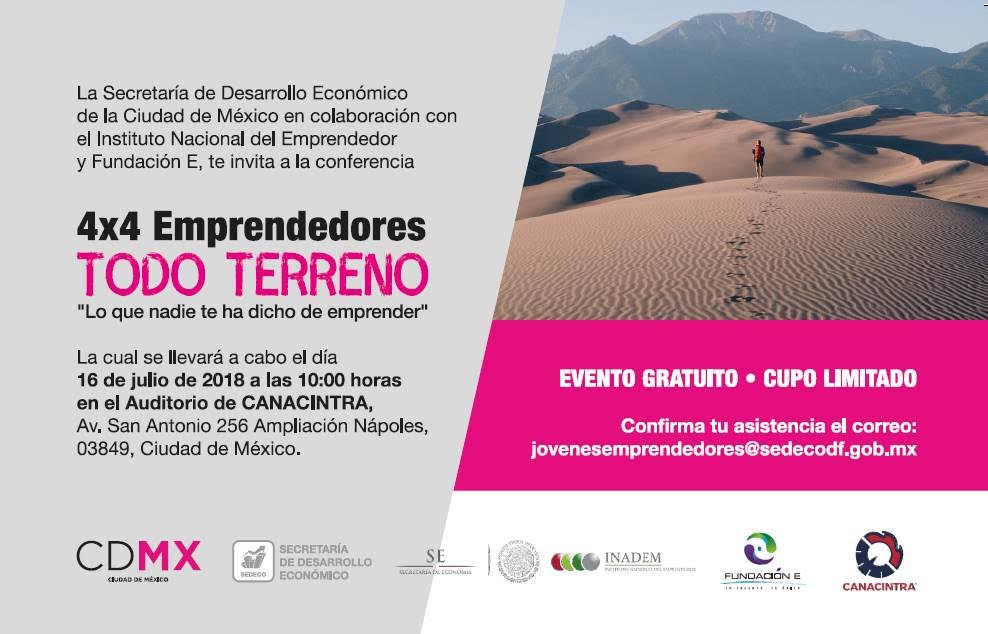 La Secretaría de Desarrollo Económico
de la Ciudad de México en colaboración con
el Instituto Nacional del Emprendedor
y Fundación E, te invita a la conferencia
4x4 Emprendedores
TODO TERRENO
"Lo que nadie te ha dicho de emprender"
La cual se llevará a cabo el día
16 de julio de 2018 a las 10:00 horas
en el Auditorio de CANACINTRA,
Av. San Antonio 256 Ampliación Nápoles,
03849, Ciudad de México.
EVENTO GRATUITO • CUPO LIMITADO
Confirma tu asistencia el correo:
jovenesemprendedores@sedecodf.gob.mx
CDMX
CIUDAD DE MÉXICO
SEDECO
SECRETARÍA
DE DESARROLLO
ECONÓMICO
SE
SECRETARÍA DE ECONOMÍA
INADEM
INSTITUTO NACIONAL DEL EMPRENDEDOR
FUNDACIÓN E
CANACINTRA